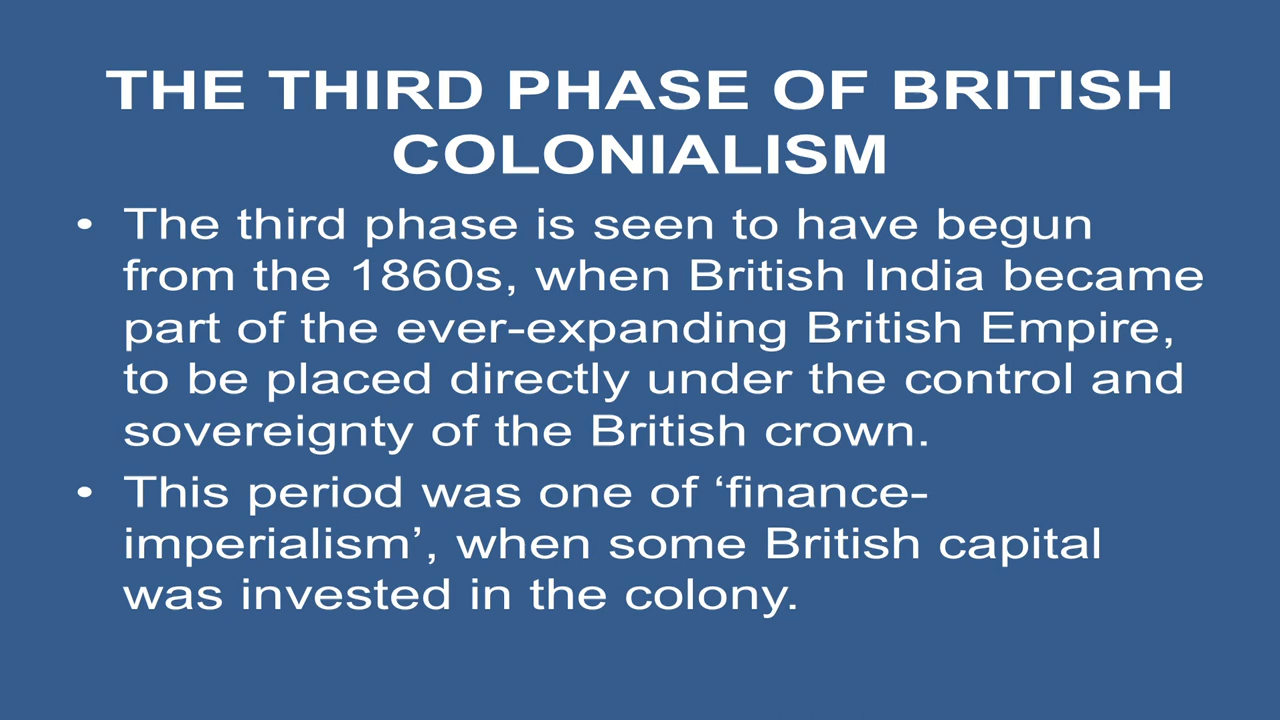 THE THIRD PHASE OF BRITISH
COLONIALISM
• The third phase is seen to have begun
from the 1860s, when British India became
part of the ever-expanding British Empire,
to be placed directly under the control and
sovereignty of the British crown.
• This period was one of ‘finance-
imperialism’, when some British capital
was invested in the colony.